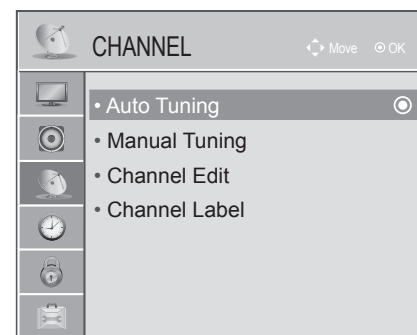 CHANNEL
Move OK
• Auto Tuning
• Manual Tuning
• Channel Edit
• Channel Label